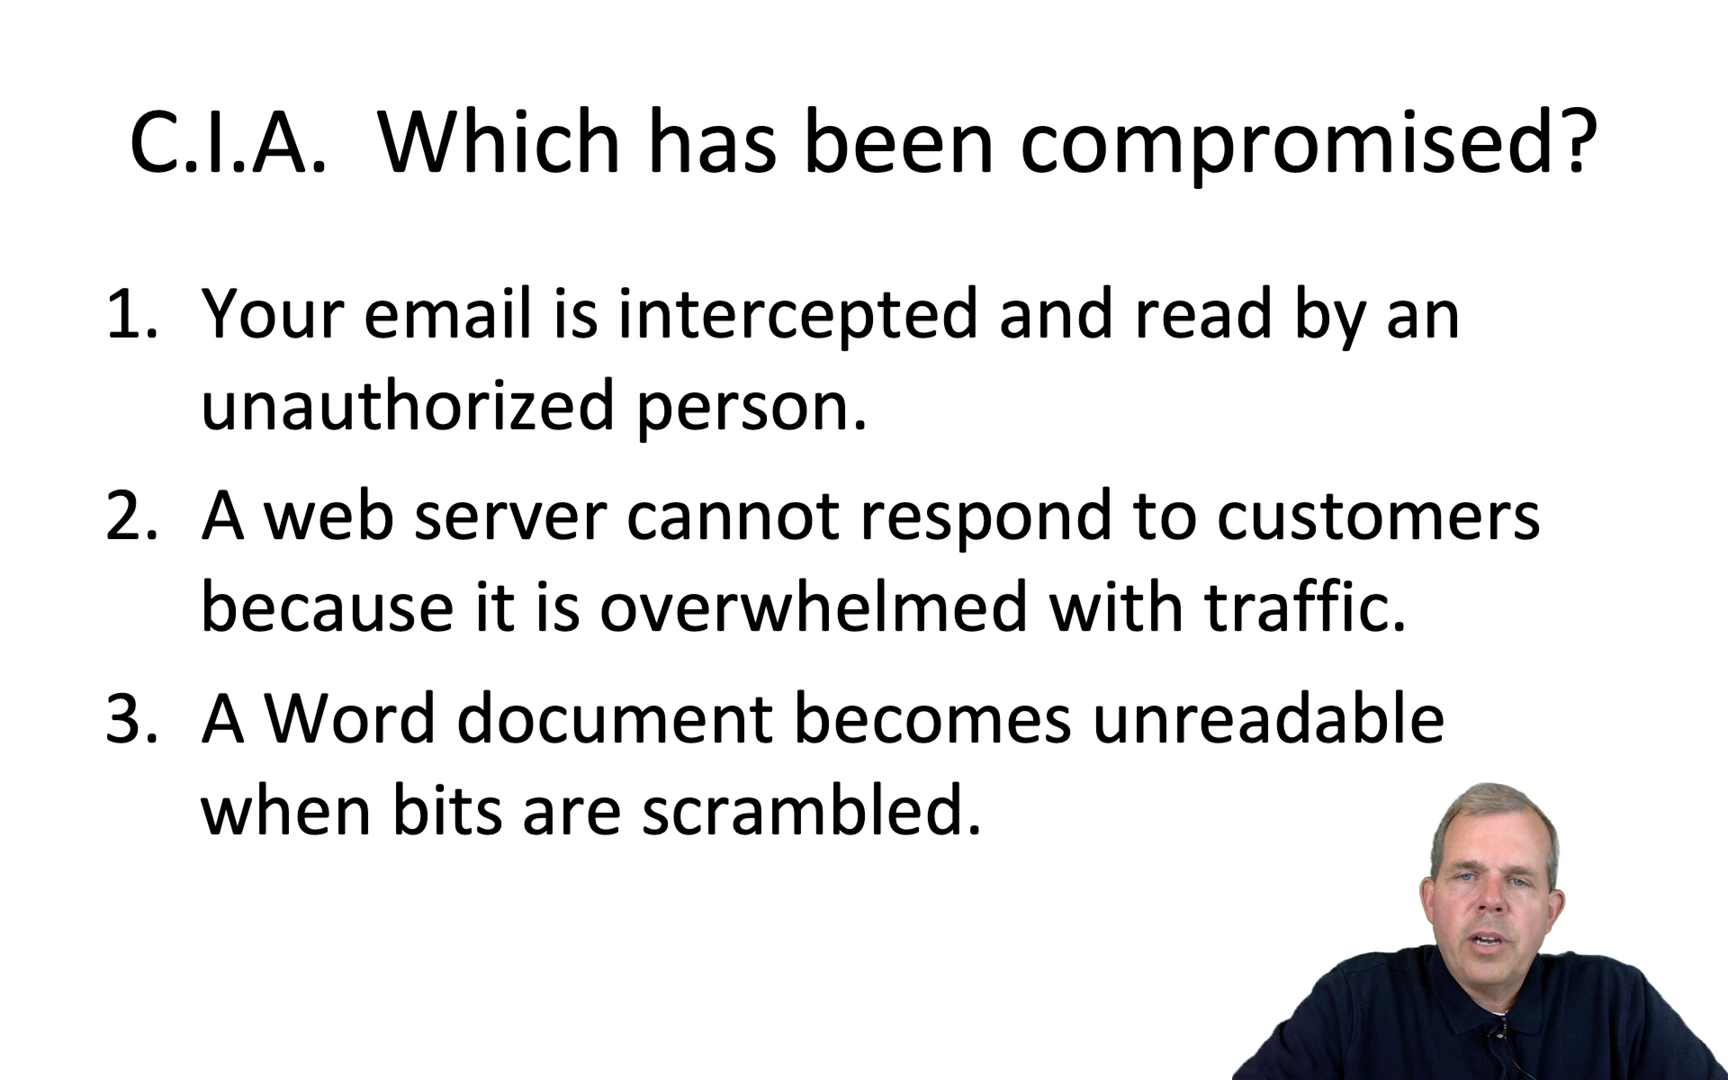 C.I.A. Which has been compromised?
1. Your email is intercepted and read by an
unauthorized person.
2. A web server cannot respond to customers
because it is overwhelmed with traffic.
3. A Word document becomes unreadable
when bits are scrambled.